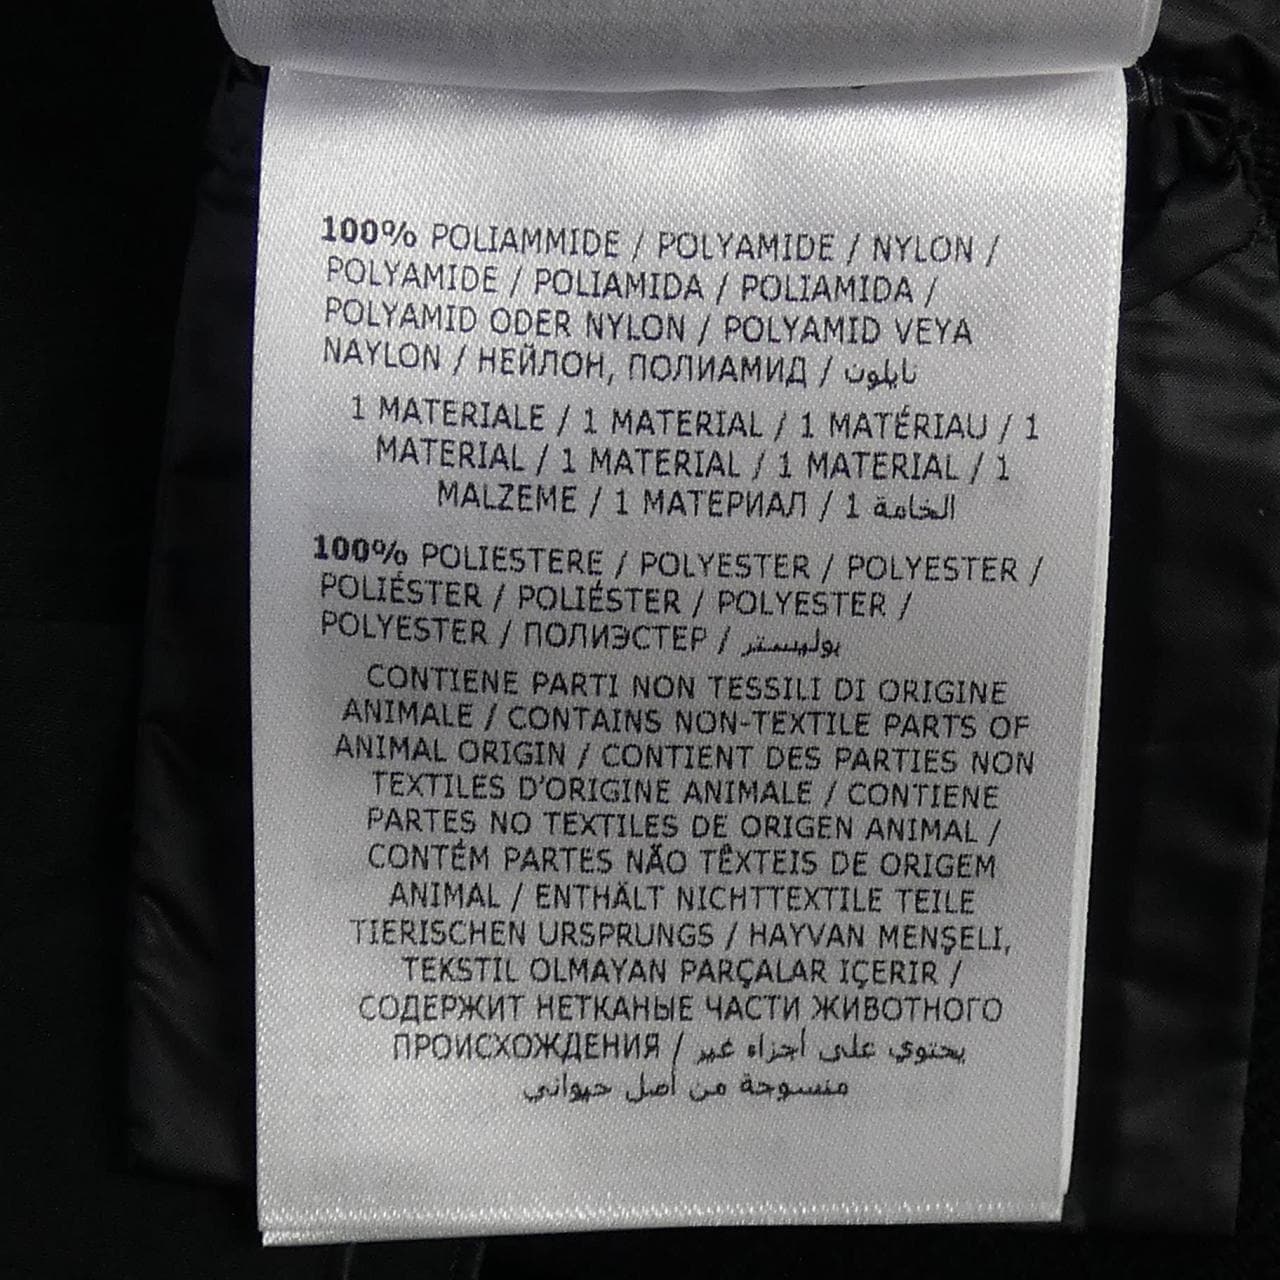 100% POLIAMMIDE / POLYAMIDE / NYLON /
POLYAMIDE / POLIAMIDA / POLIAMIDA /
POLYAMID ODER NYLON / POLYAMID VEYA
NAYLON / НЕЙЛОН, ПОЛИАМИД / نايلون
1 MATERIALE / 1 MATERIAL / 1 MATÉRIAU / 1
MATERIAL / 1 MATERIAL / 1 MATERIAL / 1
MALZEME / 1 МАТЕРИАЛ / 1 الخامة
100% POLIESTERE / POLYESTER / POLYESTER /
POLIÉSTER / POLIÉSTER / POLYESTER /
POLYESTER / ПОЛИЭСТЕР / بوليستر
CONTIENE PARTI NON TESSILI DI ORIGINE
ANIMALE / CONTAINS NON-TEXTILE PARTS OF
ANIMAL ORIGIN / CONTIENT DES PARTIES NON
TEXTILES D'ORIGINE ANIMALE / CONTIENE
PARTES NO TEXTILES DE ORIGEN ANIMAL /
CONTÉM PARTES NÃO TÊXTEIS DE ORIGEM
ANIMAL / ENTHÄLT NICHTTEXTILE TEILE
TIERISCHEN URSPRUNGS / HAYVAN MENŞELI,
TEKSTIL OLMAYAN PARÇALAR IÇERIR /
СОДЕРЖИТ НЕТКАНЫЕ ЧАСТИ ЖИВОТНОГО
ПРОИСХОЖДЕНИЯ / يحتوي على أجزاء غير
منسوجة من أصل حيواني